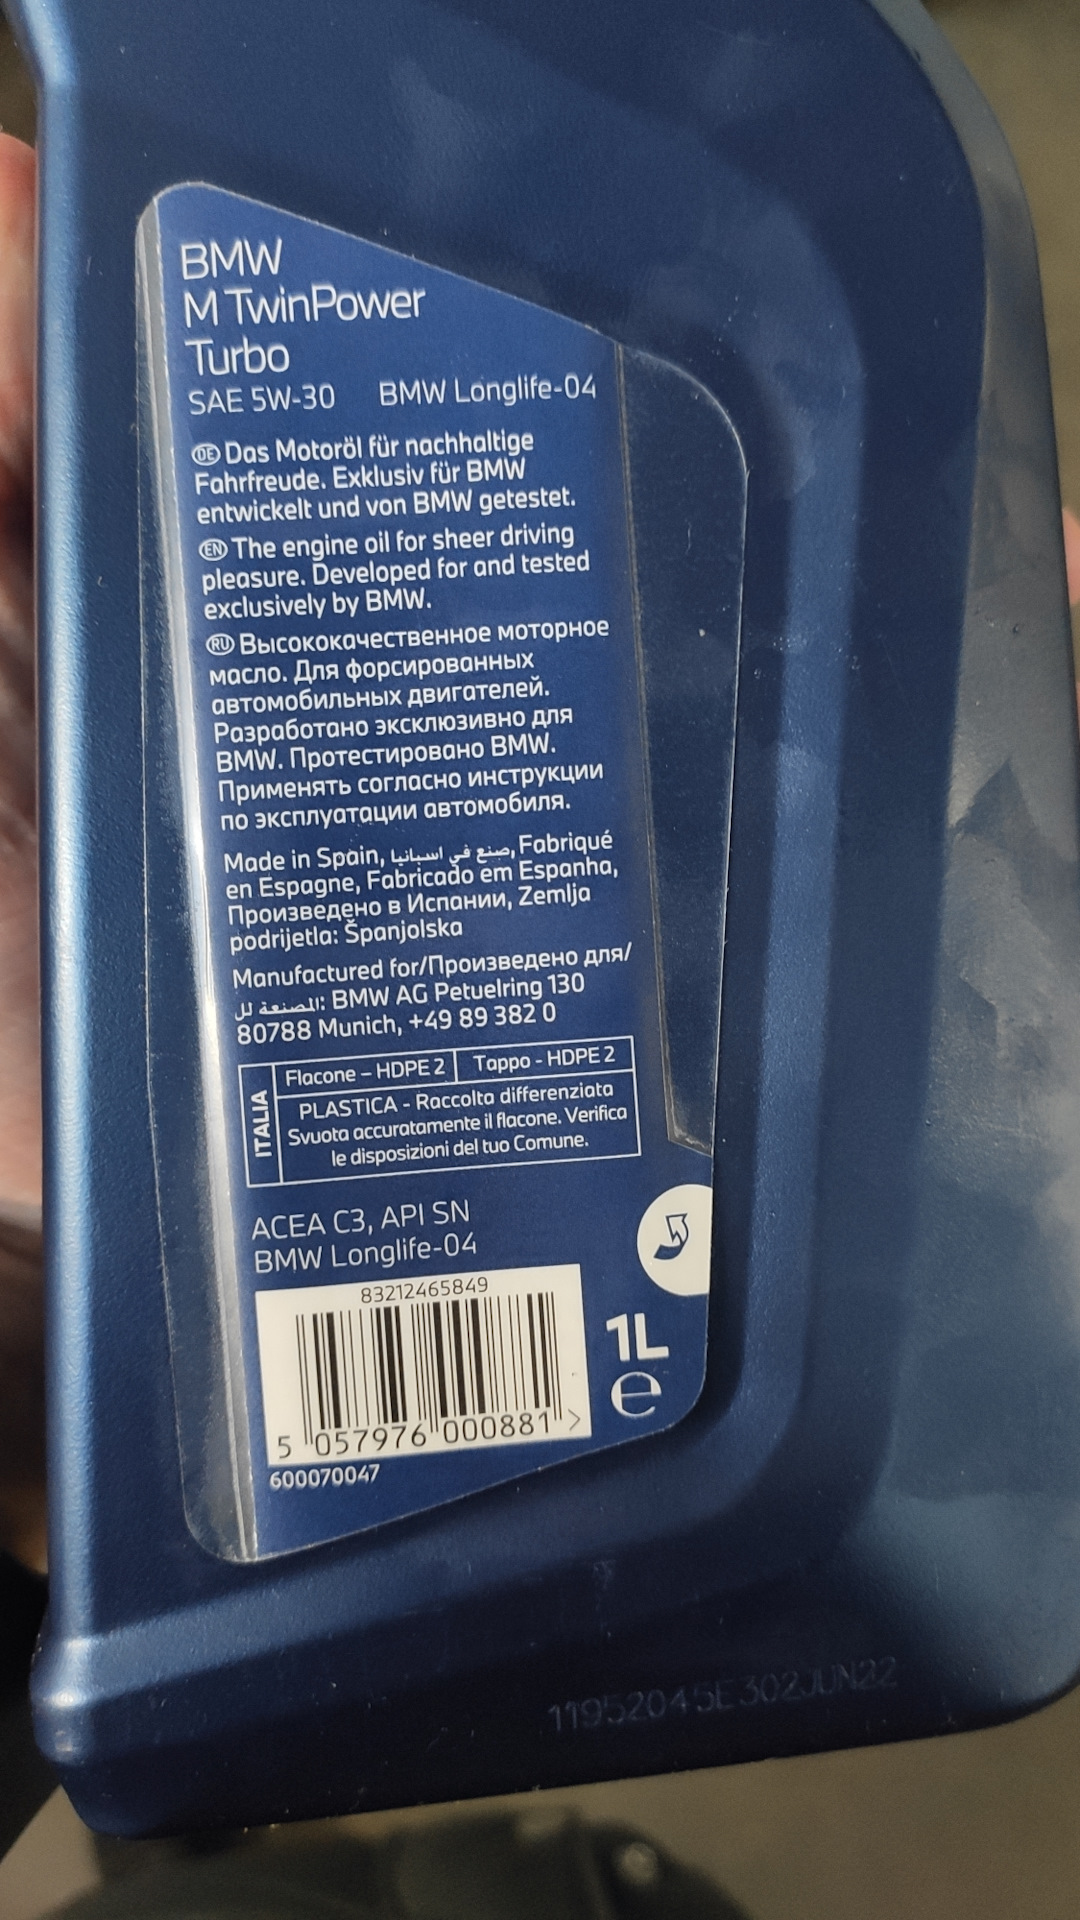 BMW
M TwinPower
Turbo
SAE 5W-30 BMW Longlife-04
DE Das Motoröl für nachhaltige
Fahrfreude. Exklusiv für BMW
entwickelt und von BMW getestet.
EN The engine oil for sheer driving
pleasure. Developed for and tested
exclusively by BMW.
RU Высококачественное моторное
масло. Для форсированных
автомобильных двигателей.
Разработано эксклюзивно для
BMW. Протестировано BMW.
Применять согласно инструкции
по эксплуатации автомобиля.
Made in Spain, صنع في اسبانيا, Fabriqué
en Espagne, Fabricado em Espanha,
Произведено в Испании, Zemlja
podrijetla: Španjolska
Manufactured for/Произведено для/
المصنعة لل: BMW AG Petuelring 130
80788 Munich, +49 89 382 0
ITALIA
Flacone – HDPE 2 Tappo - HDPE 2
PLASTICA - Raccolta differenziata
Svuota accuratamente il flacone. Verifica
le disposizioni del tuo Comune.
ACEA C3, API SN
BMW Longlife-04
83212465849
5 057976 000881 >
600070047
1L
e
11952045E302JUN22